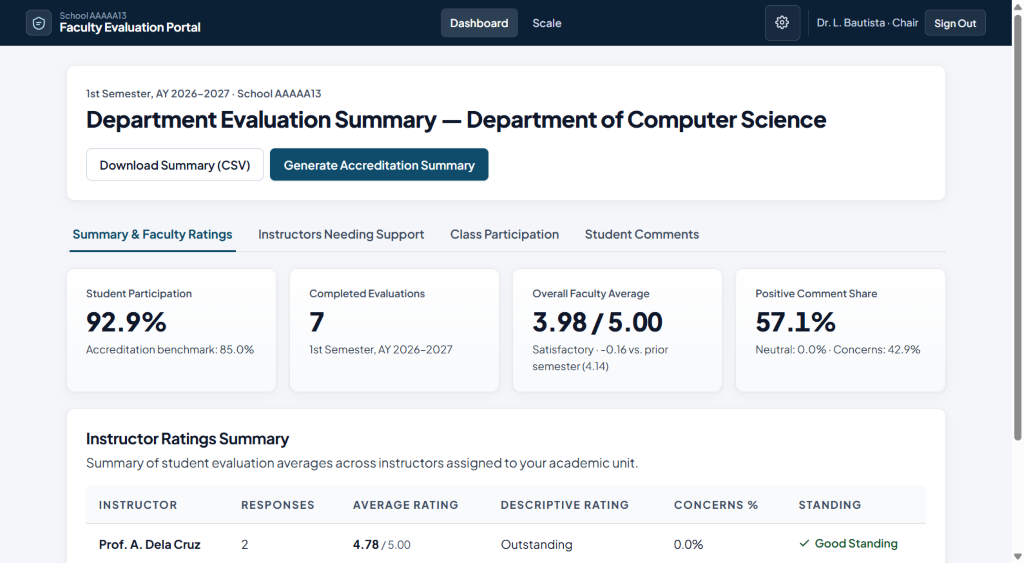 School AAAAA13
Faculty Evaluation Portal
Dashboard
Scale
Dr. L. Bautista · Chair
Sign Out
1st Semester, AY 2026–2027 · School AAAAA13
Department Evaluation Summary — Department of Computer Science
Download Summary (CSV)
Generate Accreditation Summary
Summary & Faculty Ratings
Instructors Needing Support
Class Participation
Student Comments
Student Participation
92.9%
Accreditation benchmark: 85.0%
Completed Evaluations
7
1st Semester, AY 2026–2027
Overall Faculty Average
3.98 / 5.00
Satisfactory · -0.16 vs. prior
semester (4.14)
Positive Comment Share
57.1%
Neutral: 0.0% · Concerns: 42.9%
Instructor Ratings Summary
Summary of student evaluation averages across instructors assigned to your academic unit.
INSTRUCTOR RESPONSES AVERAGE RATING DESCRIPTIVE RATING CONCERNS % STANDING
Prof. A. Dela Cruz 2 4.78 / 5.00 Outstanding 0.0% ✓ Good Standing